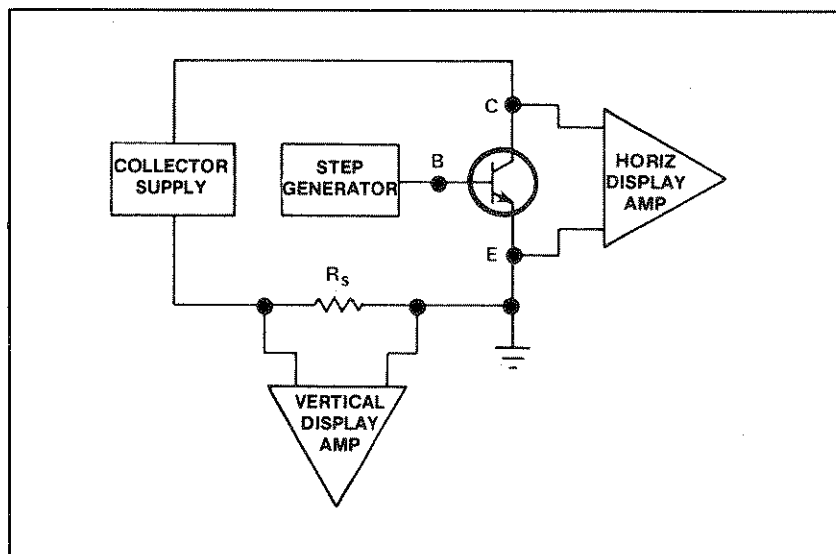 C
COLLECTOR
SUPPLY
STEP
GENERATOR
B
HORIZ
DISPLAY
AMP
E
Rs
VERTICAL
DISPLAY
AMP